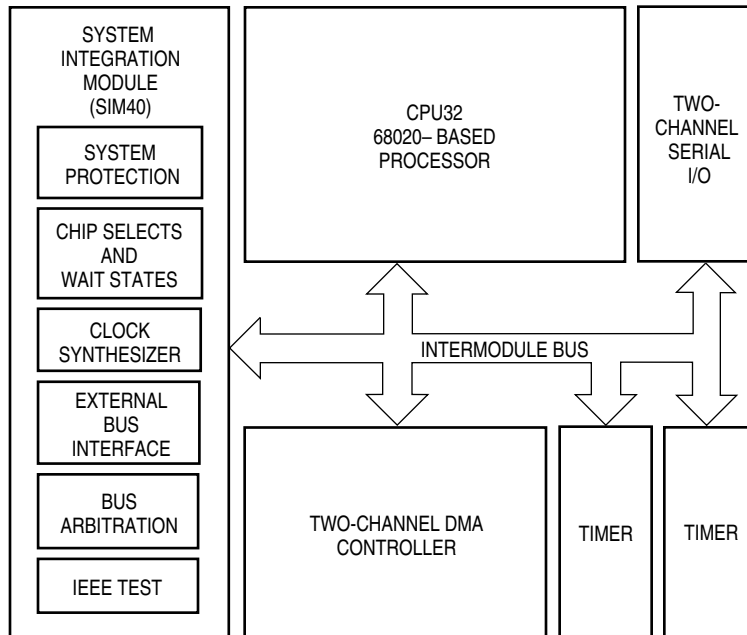 SYSTEM
INTEGRATION
MODULE
(SIM40)
SYSTEM
PROTECTION
CHIP SELECTS
AND
WAIT STATES
CLOCK
SYNTHESIZER
EXTERNAL
BUS
INTERFACE
BUS
ARBITRATION
IEEE TEST
CPU32
68020– BASED
PROCESSOR
TWO-
CHANNEL
SERIAL
I/O
INTERMODULE BUS
TWO-CHANNEL DMA
CONTROLLER
TIMER
TIMER